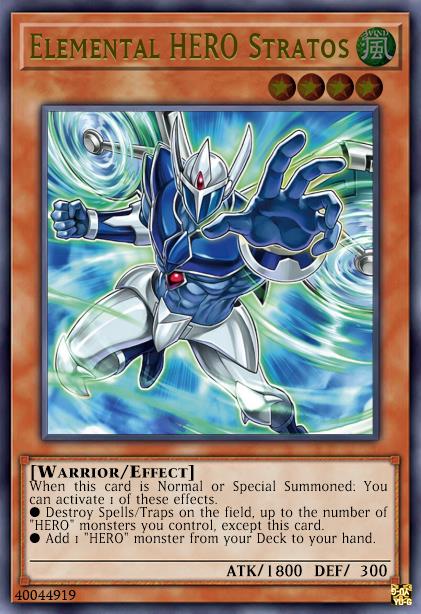 ELEMENTAL HERO STRATOS
WIND
風
[WARRIOR/EFFECT]
When this card is Normal or Special Summoned: You
can activate 1 of these effects.
● Destroy Spells/Traps on the field, up to the number of
"HERO" monsters you control, except this card.
● Add 1 "HERO" monster from your Deck to your hand.
ATK/1800 DEF/ 300
40044919